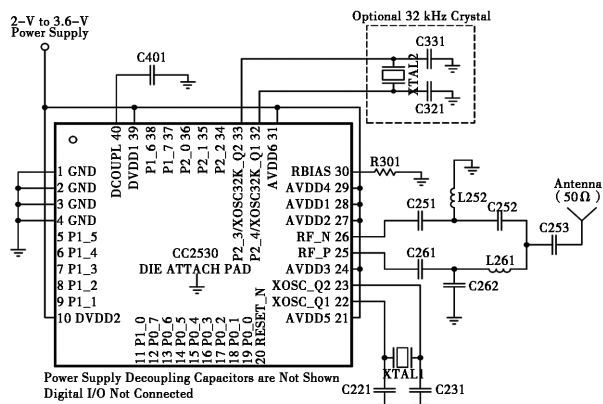 Optional 32 kHz Crystal
2-V to 3.6-V
Power Supply
C401
C331
XTAL2
C321
DCOUPL 40
DVDD1 39
P1_6 38
P1_7 37
P2_0 36
P2_1 35
P2_2 34
P2_3/XOSC32K_Q2 33
P2_4/XOSC32K_Q1 32
AVDD6 31
1 GND
2 GND
3 GND
4 GND
5 P1_5
6 P1_4
7 P1_3
8 P1_2
9 P1_1
10 DVDD2
CC2530
DIE ATTACH PAD
RBIAS 30
AVDD4 29
AVDD1 28
AVDD2 27
RF_N 26
RF_P 25
AVDD3 24
XOSC_Q2 23
XOSC_Q1 22
AVDD5 21
11 P1_0
12 P0_7
13 P0_6
14 P0_5
15 P0_4
16 P0_3
17 P0_2
18 P0_1
19 P0_0
20 RESET_N
R301
C251
L252
C252
Antenna
(50Ω)
C253
C261
L261
C262
XTAL1
C221
C231
Power Supply Decoupling Capacitors are Not Shown
Digital I/O Not Connected